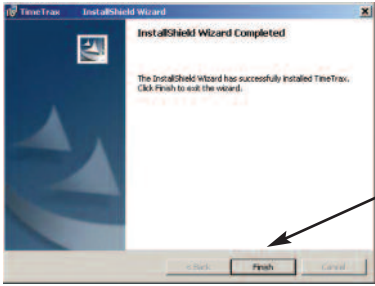 TimeTrax InstallShield Wizard
InstallShield Wizard Completed
The InstallShield Wizard has successfully installed TimeTrax.
Click Finish to exit the wizard.
< Back Finish Cancel